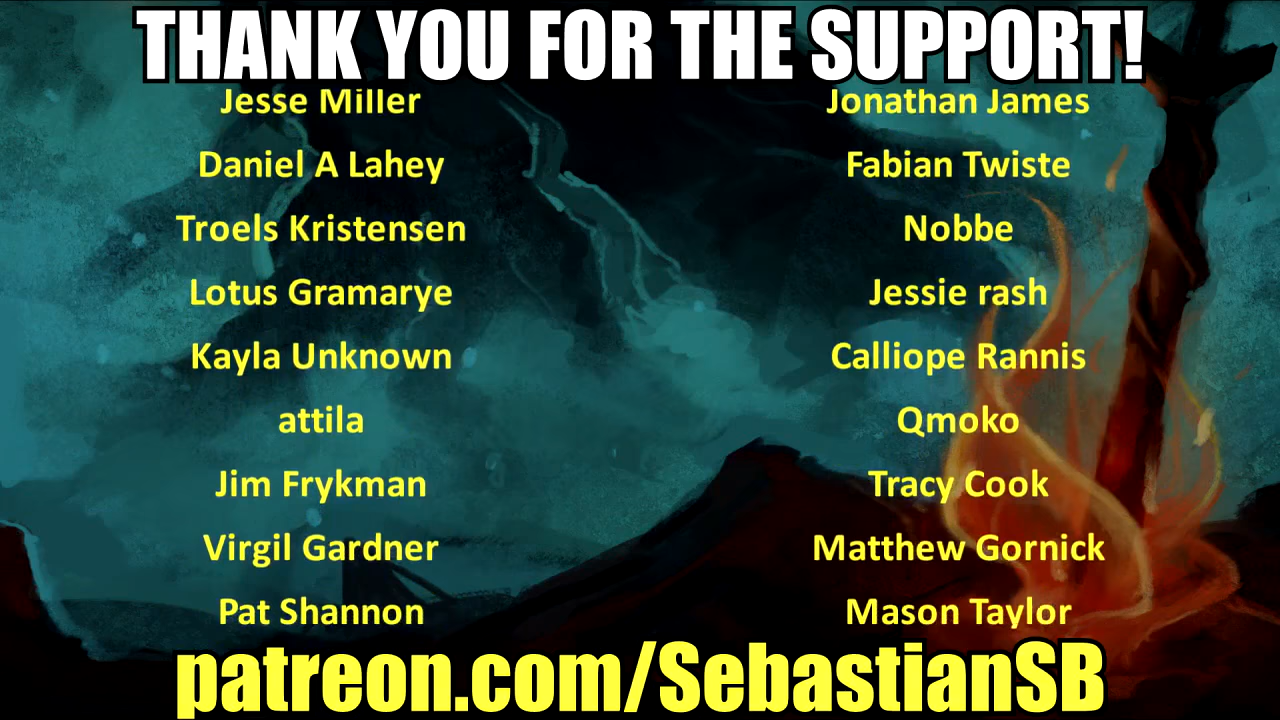 THANK YOU FOR THE SUPPORT!
Jesse Miller
Daniel A Lahey
Troels Kristensen
Lotus Gramarye
Kayla Unknown
attila
Jim Frykman
Virgil Gardner
Pat Shannon
Jonathan James
Fabian Twiste
Nobbe
Jessie rash
Calliope Rannis
Qmoko
Tracy Cook
Matthew Gornick
Mason Taylor
patreon.com/SebastianSB